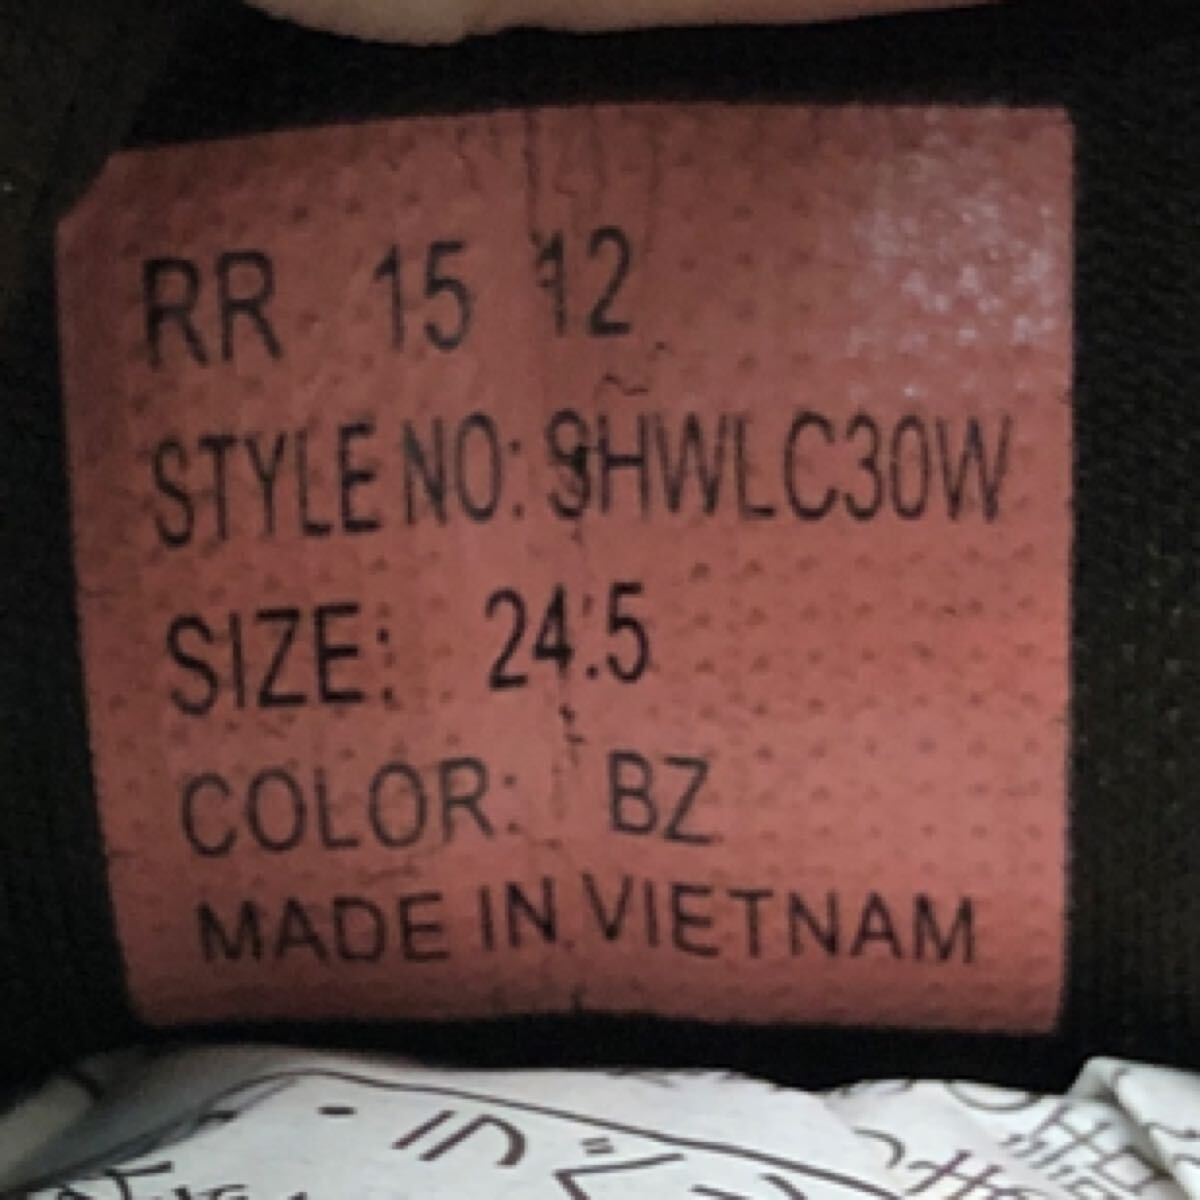 RR 15 12
STYLE NO: SHWLC30W
SIZE: 24.5
COLOR: BZ
MADE IN VIETNAM